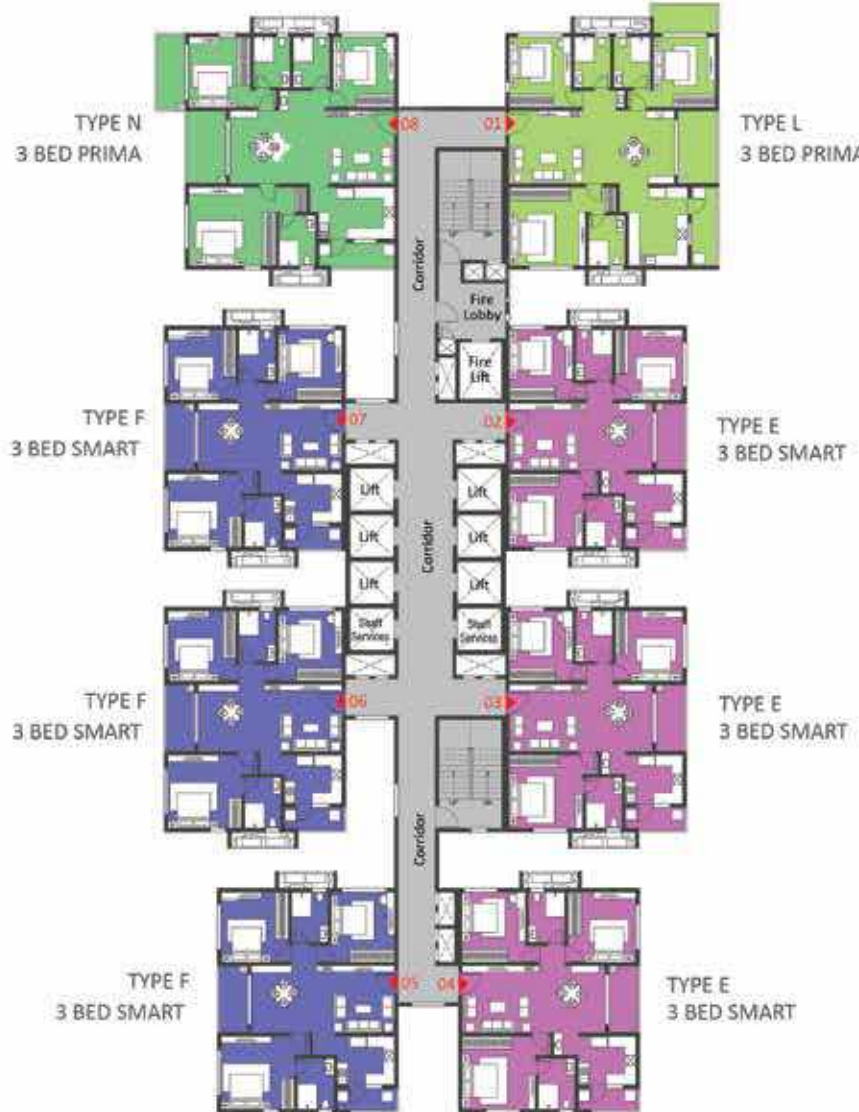 TYPE N
3 BED PRIMA
08
01
TYPE L
3 BED PRIMA
Corridor
Fire
Lobby
Fire
Lift
TYPE F
3 BED SMART
07
02
TYPE E
3 BED SMART
Lift
Lift
Lift
Lift
Corridor
Lift
Lift
Staff
Services
Staff
Services
TYPE F
3 BED SMART
06
03
TYPE E
3 BED SMART
Corridor
TYPE F
3 BED SMART
05
04
TYPE E
3 BED SMART